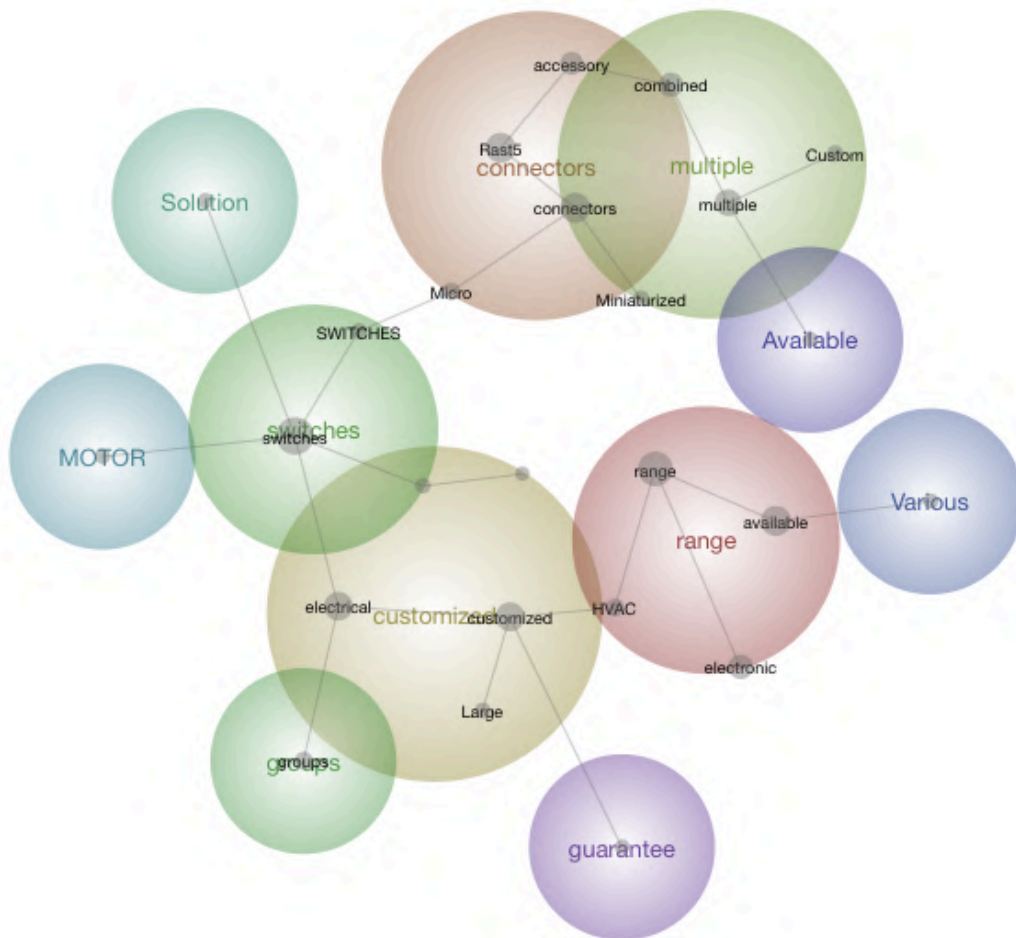 accessory
combined
Rast5
connectors
multiple
Custom
Solution
connectors
multiple
Micro
Miniaturized
SWITCHES
Available
switches
switches
MOTOR
range
Various
available
range
electrical
customized
customized
HVAC
electronic
Large
groups
groups
guarantee